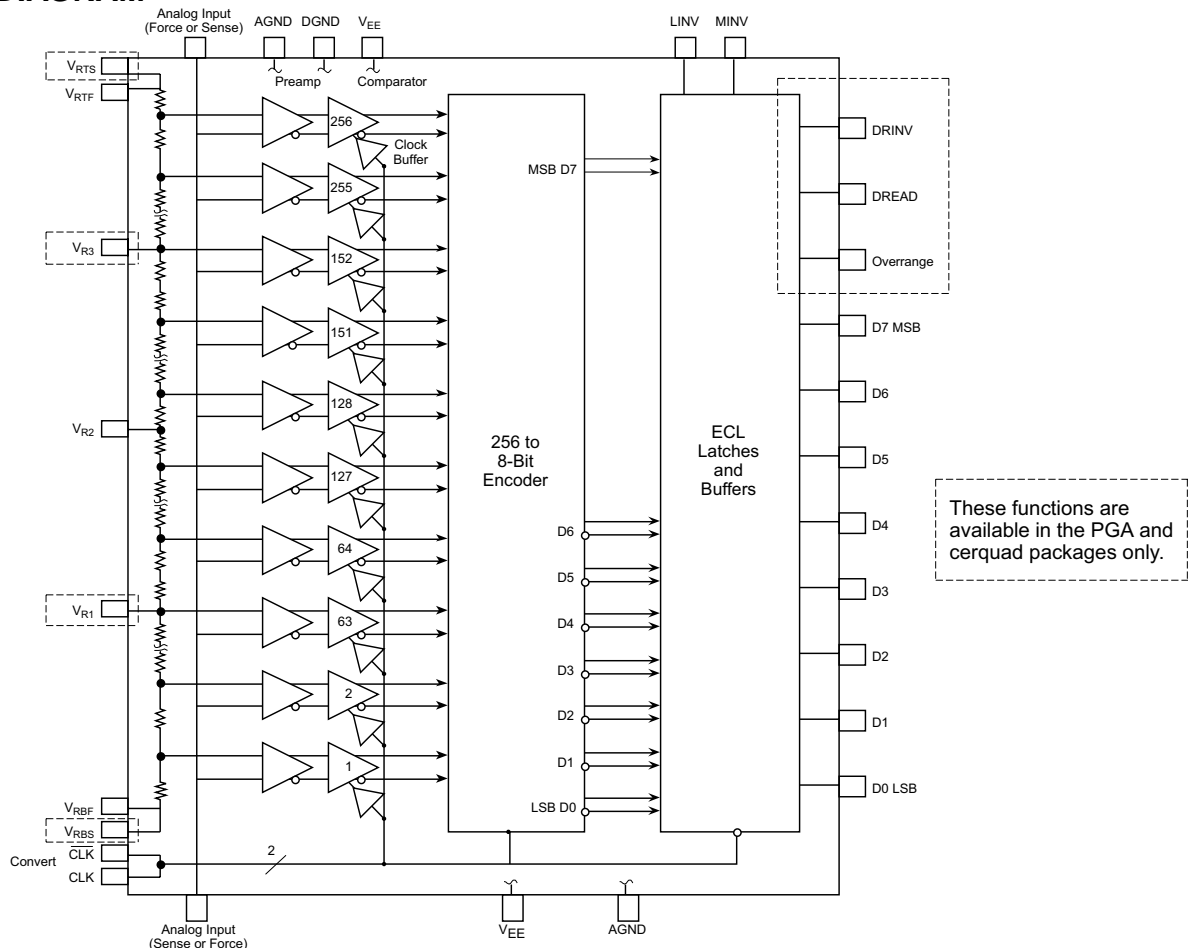 Analog Input
(Force or Sense)
AGND
DGND
VEE
LINV
MINV
VRTS
VRTF
Preamp
Comparator
256
Clock
Buffer
255
VR3
152
151
128
VR2
127
64
VR1
63
2
1
VRBF
VRBS
Convert
CLK
CLK
2
256 to
8-Bit
Encoder
MSB D7
D6
D5
D4
D3
D2
D1
LSB D0
ECL
Latches
and
Buffers
DRINV
DREAD
Overrange
D7 MSB
D6
D5
D4
D3
D2
D1
D0 LSB
These functions are
available in the PGA and
cerquad packages only.
Analog Input
(Sense or Force)
VEE
AGND